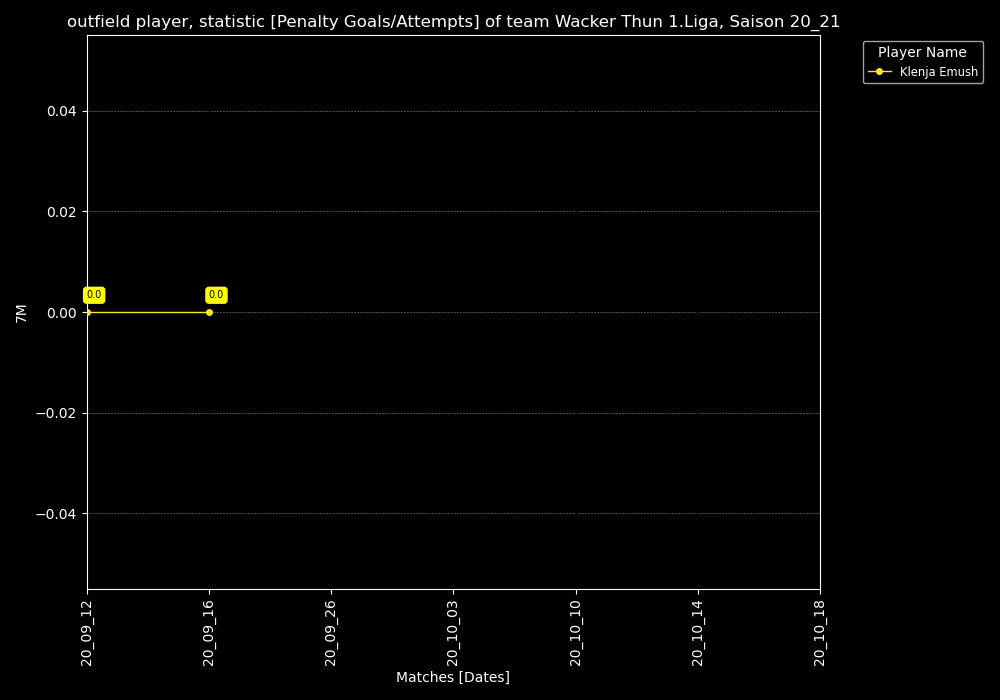 outfield player, statistic [Penalty Goals/Attempts] of team Wacker Thun 1.Liga, Saison 20_21
Player Name
Klenja Emush
0.04
0.02
0.00
−0.02
−0.04
7M
0.0
0.0
20_09_12
20_09_16
20_09_26
20_10_03
20_10_10
20_10_14
20_10_18
Matches [Dates]